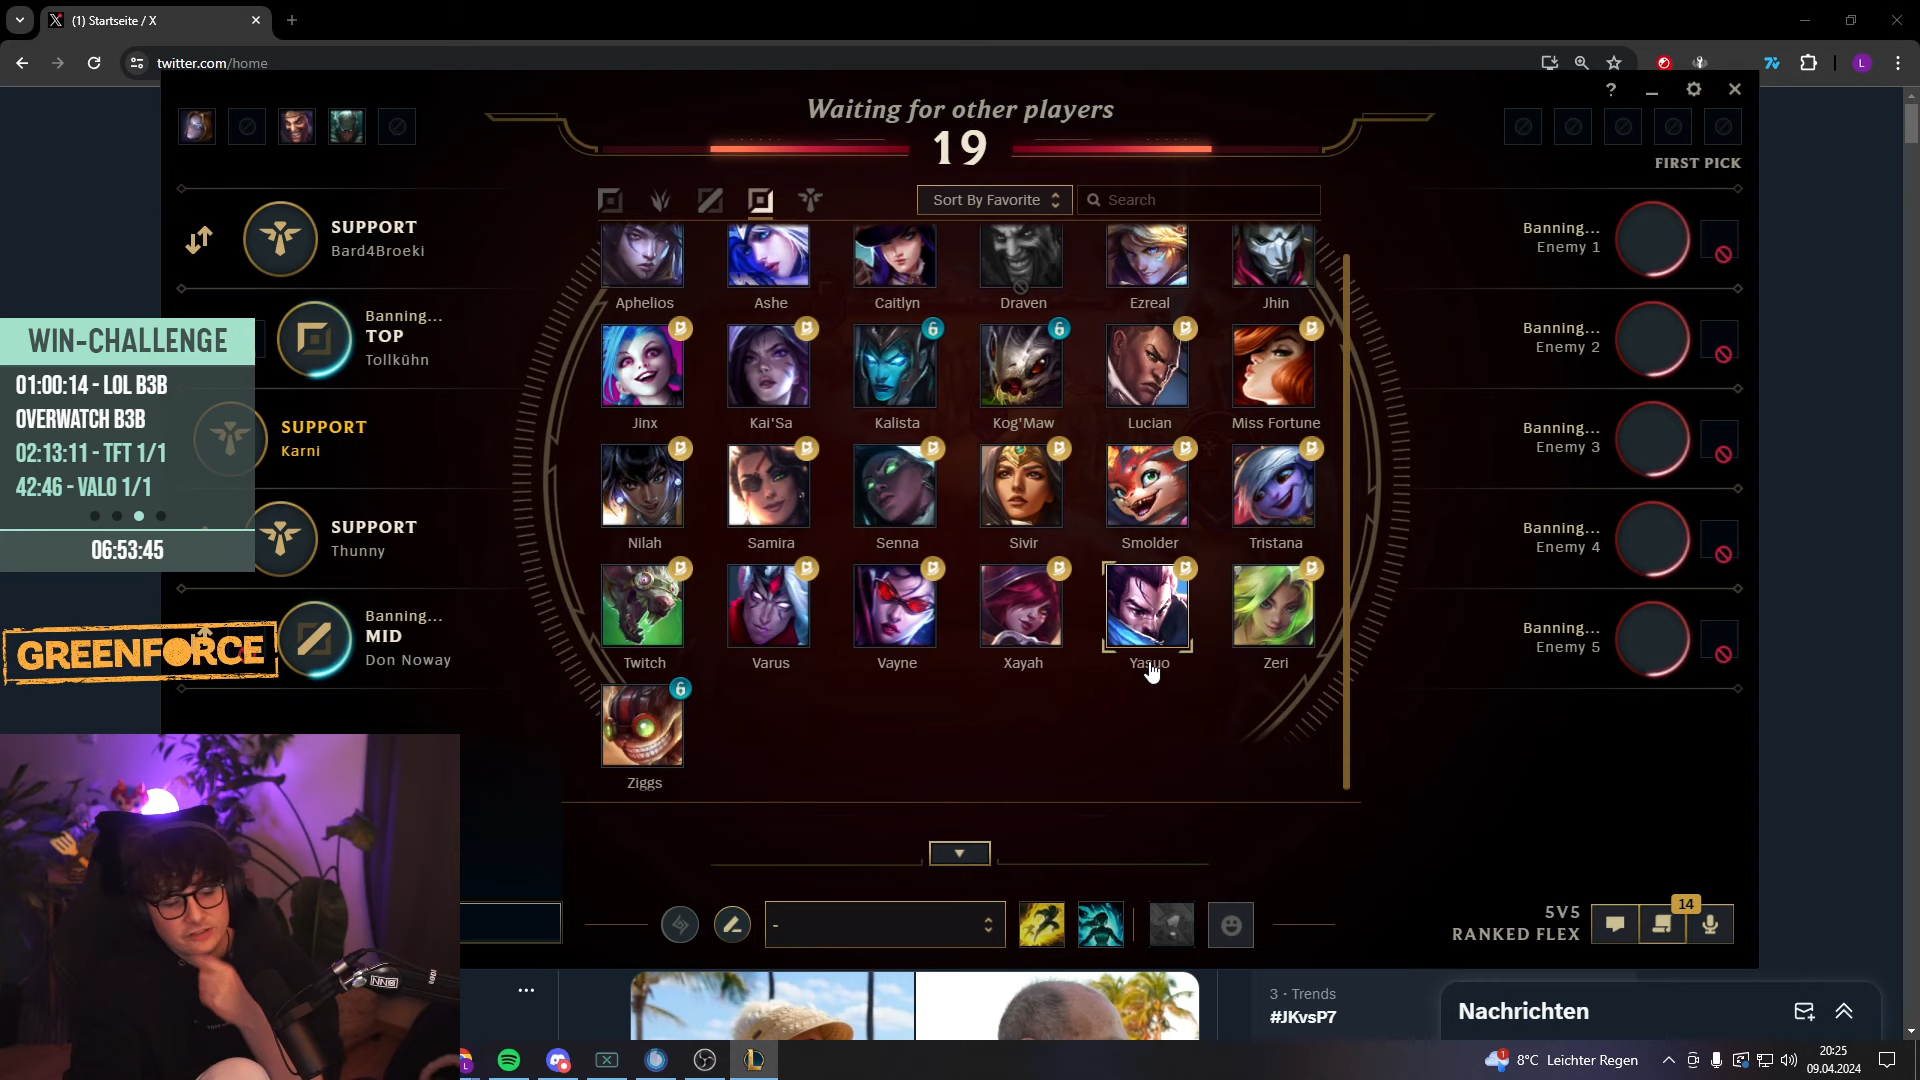 (1) Startseite / X
twitter.com/home
Waiting for other players
19
FIRST PICK
Sort By Favorite
Search
SUPPORT
Bard4Broeki
Banning...
TOP
Tollkühn
SUPPORT
Karni
SUPPORT
Thunny
Banning...
MID
Don Noway
WIN-CHALLENGE
01:00:14 - LOL B3B
OVERWATCH B3B
02:13:11 - TFT 1/1
42:46 - VALO 1/1
06:53:45
GREENFORCE
Aphelios
Ashe
Caitlyn
Draven
Ezreal
Jhin
Jinx
Kai'Sa
Kalista
Kog'Maw
Lucian
Miss Fortune
Nilah
Samira
Senna
Sivir
Smolder
Tristana
Twitch
Varus
Vayne
Xayah
Yasuo
Zeri
Ziggs
Banning...
Enemy 1
Banning...
Enemy 2
Banning...
Enemy 3
Banning...
Enemy 4
Banning...
Enemy 5
-
5V5
RANKED FLEX
14
3 · Trends
#JKvsP7
Nachrichten
8°C Leichter Regen
20:25
09.04.2024